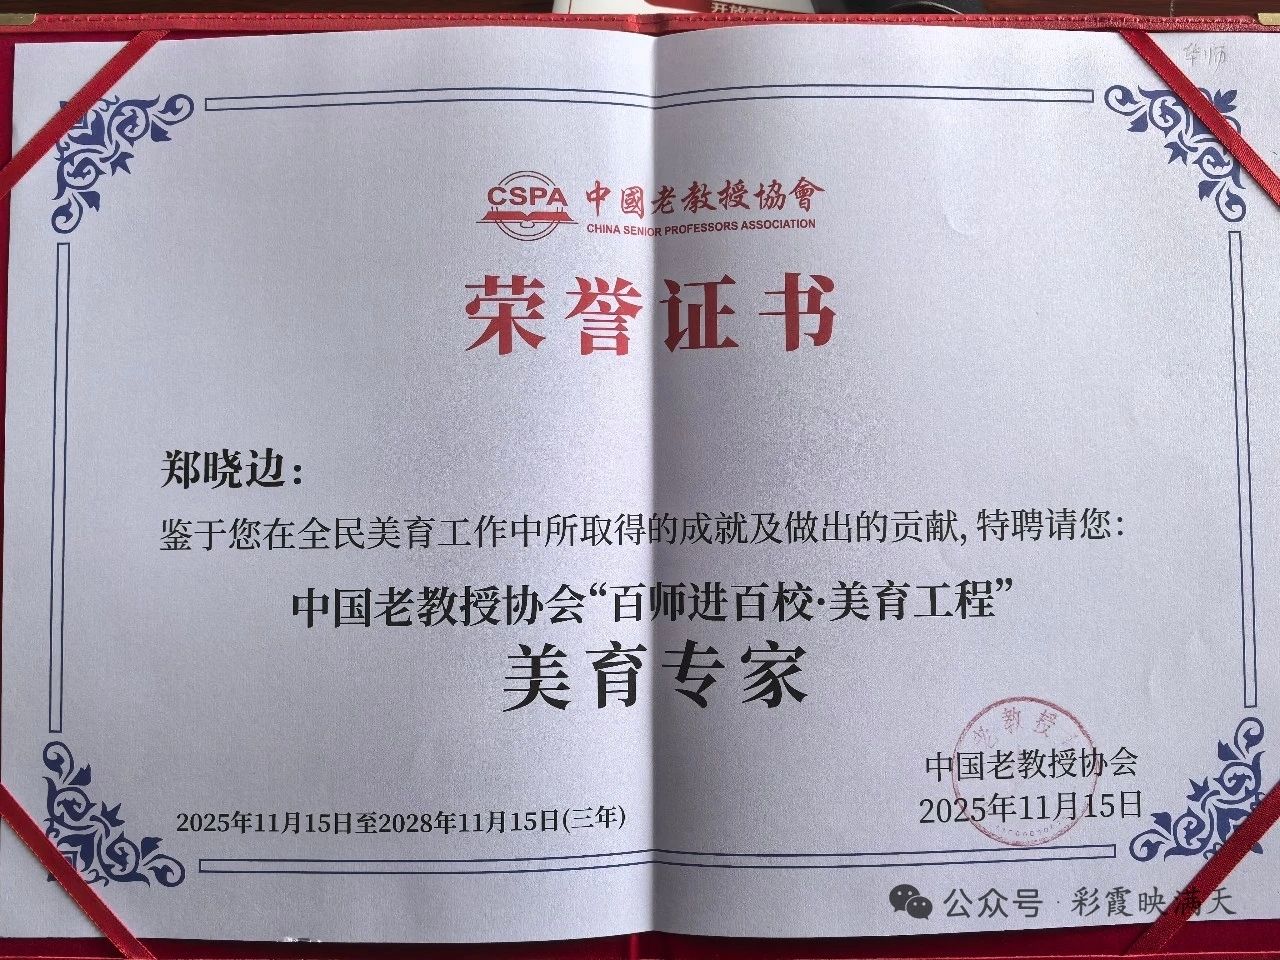 华师
CSPA 中國老教授協會
CHINA SENIOR PROFESSORS ASSOCIATION
荣誉证书
郑晓边：
鉴于您在全民美育工作中所取得的成就及做出的贡献，特聘请您：
中国老教授协会“百师进百校·美育工程”
美育专家
老教授
中国老教授协会
2025年11月15日
2025年11月15日至2028年11月15日(三年)
公众号·彩霞映满天